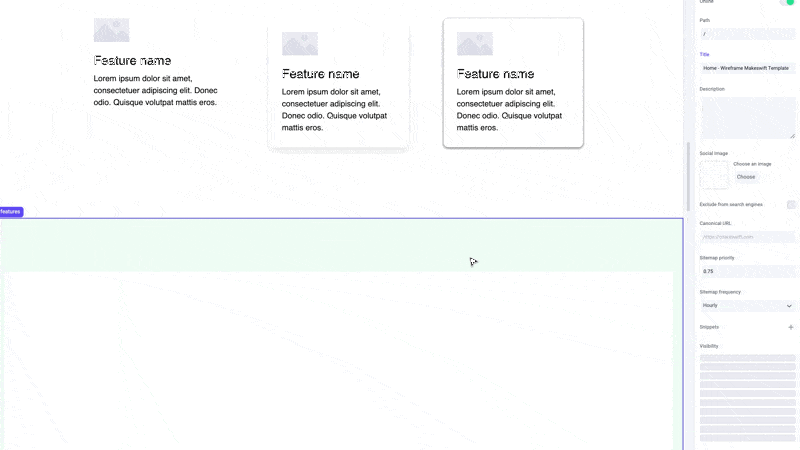 Feature name
Lorem ipsum dolor sit amet,
consectetuer adipiscing elit. Donec
odio. Quisque volutpat mattis eros.
Feature name
Lorem ipsum dolor sit amet,
consectetuer adipiscing elit.
Donec odio. Quisque volutpat
mattis eros.
Feature name
Lorem ipsum dolor sit amet,
consectetuer adipiscing elit.
Donec odio. Quisque volutpat
mattis eros.
features
Online
Path
/
Title
Home - Wireframe Makeswift Template
Description
Social Image
Choose an image
Choose
Exclude from search engines
Canonical URL
https://makeswift.com
Sitemap priority
0.75
Sitemap frequency
Hourly
Snippets
Visibility